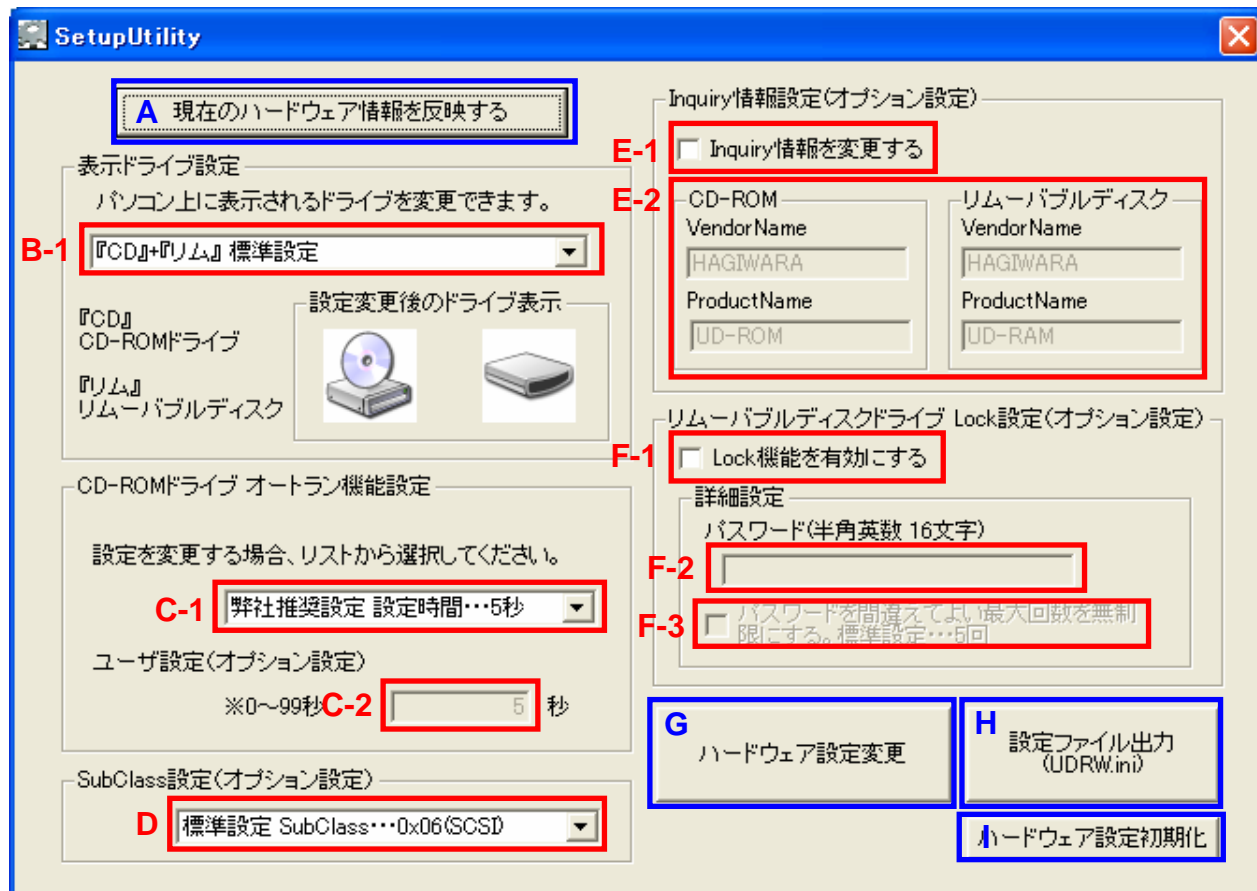 SetupUtility
A 現在のハードウェア情報を反映する
表示ドライブ設定
パソコン上に表示されるドライブを変更できます。
B-1 『CD』+『リム』 標準設定
『CD』
CD-ROMドライブ
『リム』
リムーバブルディスク
設定変更後のドライブ表示
CD-ROMドライブ オートラン機能設定
設定を変更する場合、リストから選択してください。
C-1 弊社推奨設定 設定時間・・・5秒
ユーザ設定(オプション設定)
※0~99秒 C-2 5 秒
SubClass設定(オプション設定)
D 標準設定 SubClass・・・0x06(SCSI)
Inquiry情報設定(オプション設定)
E-1 Inquiry情報を変更する
E-2
CD-ROM
VendorName
HAGIWARA
ProductName
UD-ROM
リムーバブルディスク
VendorName
HAGIWARA
ProductName
UD-RAM
リムーバブルディスクドライブ Lock設定(オプション設定)
F-1 Lock機能を有効にする
詳細設定
パスワード(半角英数 16文字)
F-2
F-3 パスワードを間違えてよい最大回数を無制
限にする。標準設定・・・5回
G ハードウェア設定変更
H 設定ファイル出力
(UDRW.ini)
I ハードウェア設定初期化